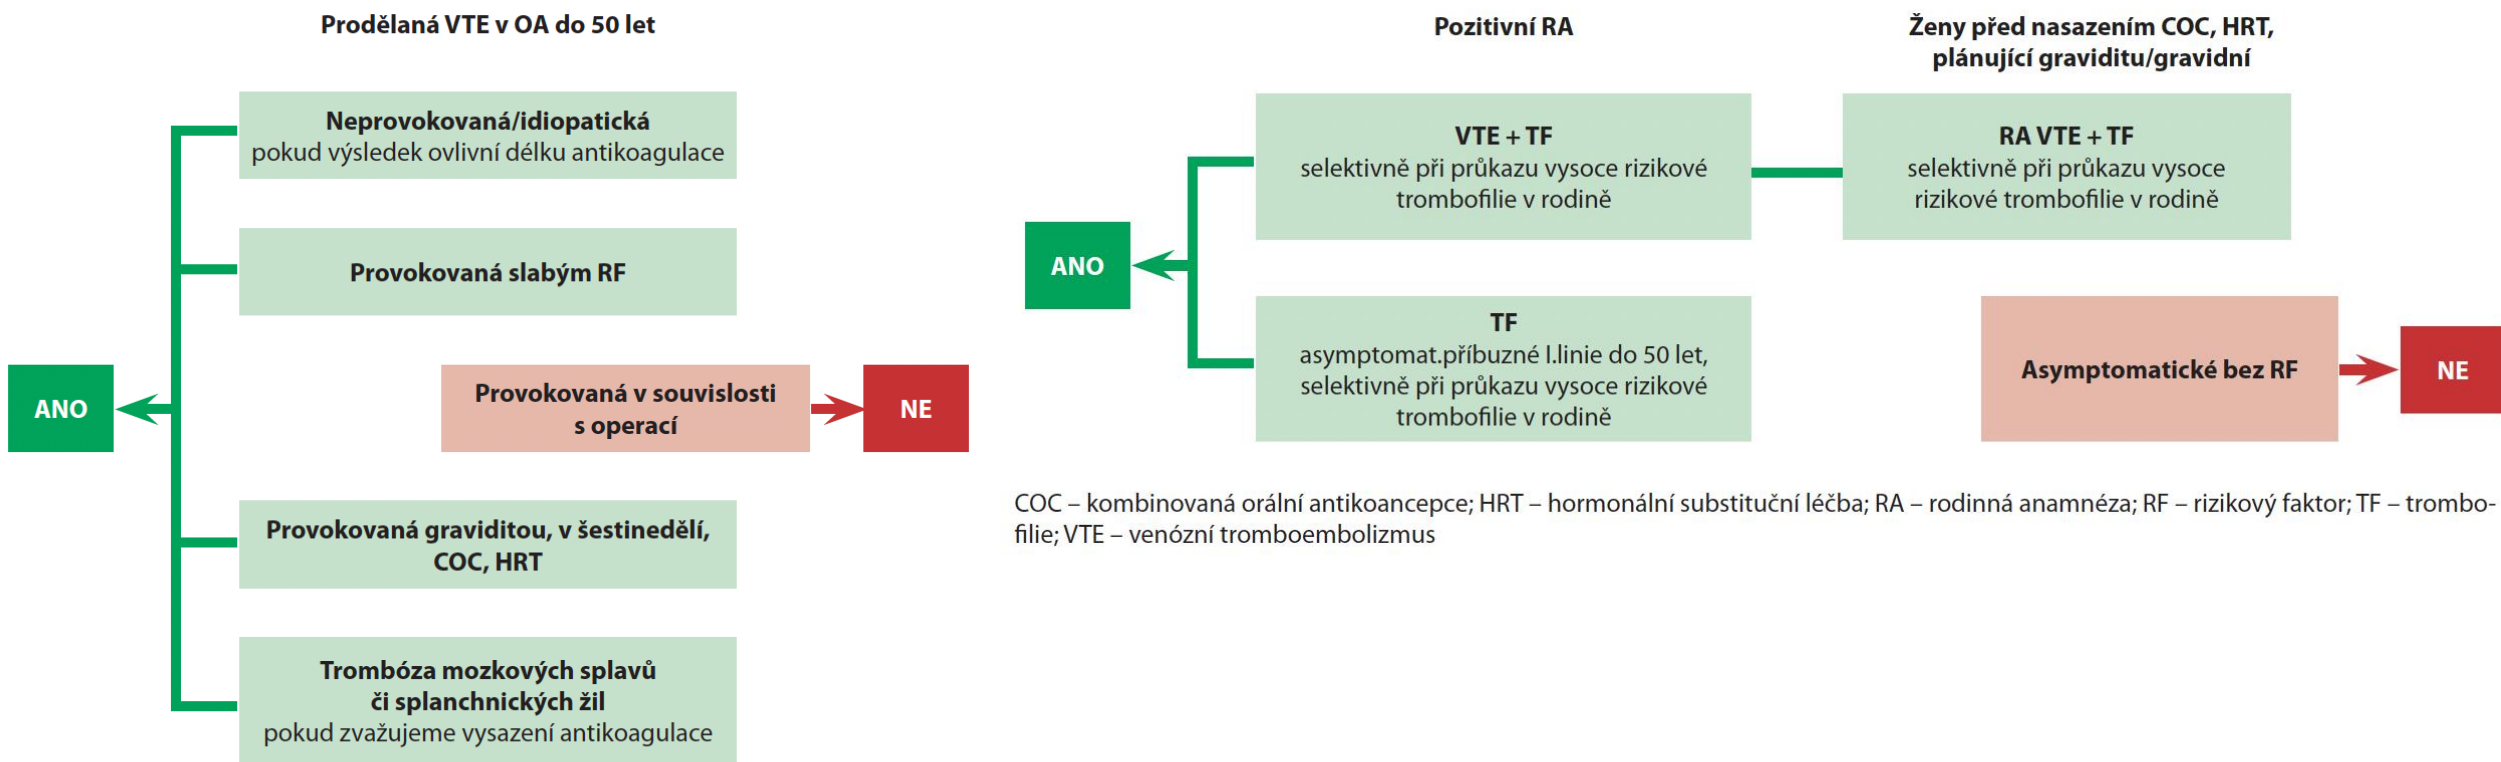 Prodělaná VTE v OA do 50 let
Neprovokovaná/idiopatická
pokud výsledek ovlivní délku antikoagulace
Provokovaná slabým RF
ANO
Provokovaná v souvislosti
s operací
NE
Provokovaná graviditou, v šestinedělí,
COC, HRT
Trombóza mozkových splavů
či splanchnických žil
pokud zvažujeme vysazení antikoagulace
Pozitivní RA
Ženy před nasazením COC, HRT,
plánující graviditu/gravidní
VTE + TF
selektivně při průkazu vysoce rizikové
trombofilie v rodině
RA VTE + TF
selektivně při průkazu vysoce
rizikové trombofilie v rodině
ANO
TF
asymptomat.příbuzné I.linie do 50 let,
selektivně při průkazu vysoce rizikové
trombofilie v rodině
Asymptomatické bez RF
NE
COC – kombinovaná orální antikoancepce; HRT – hormonální substituční léčba; RA – rodinná anamnéza; RF – rizikový faktor; TF – trombo-
filie; VTE – venózní tromboembolizmus